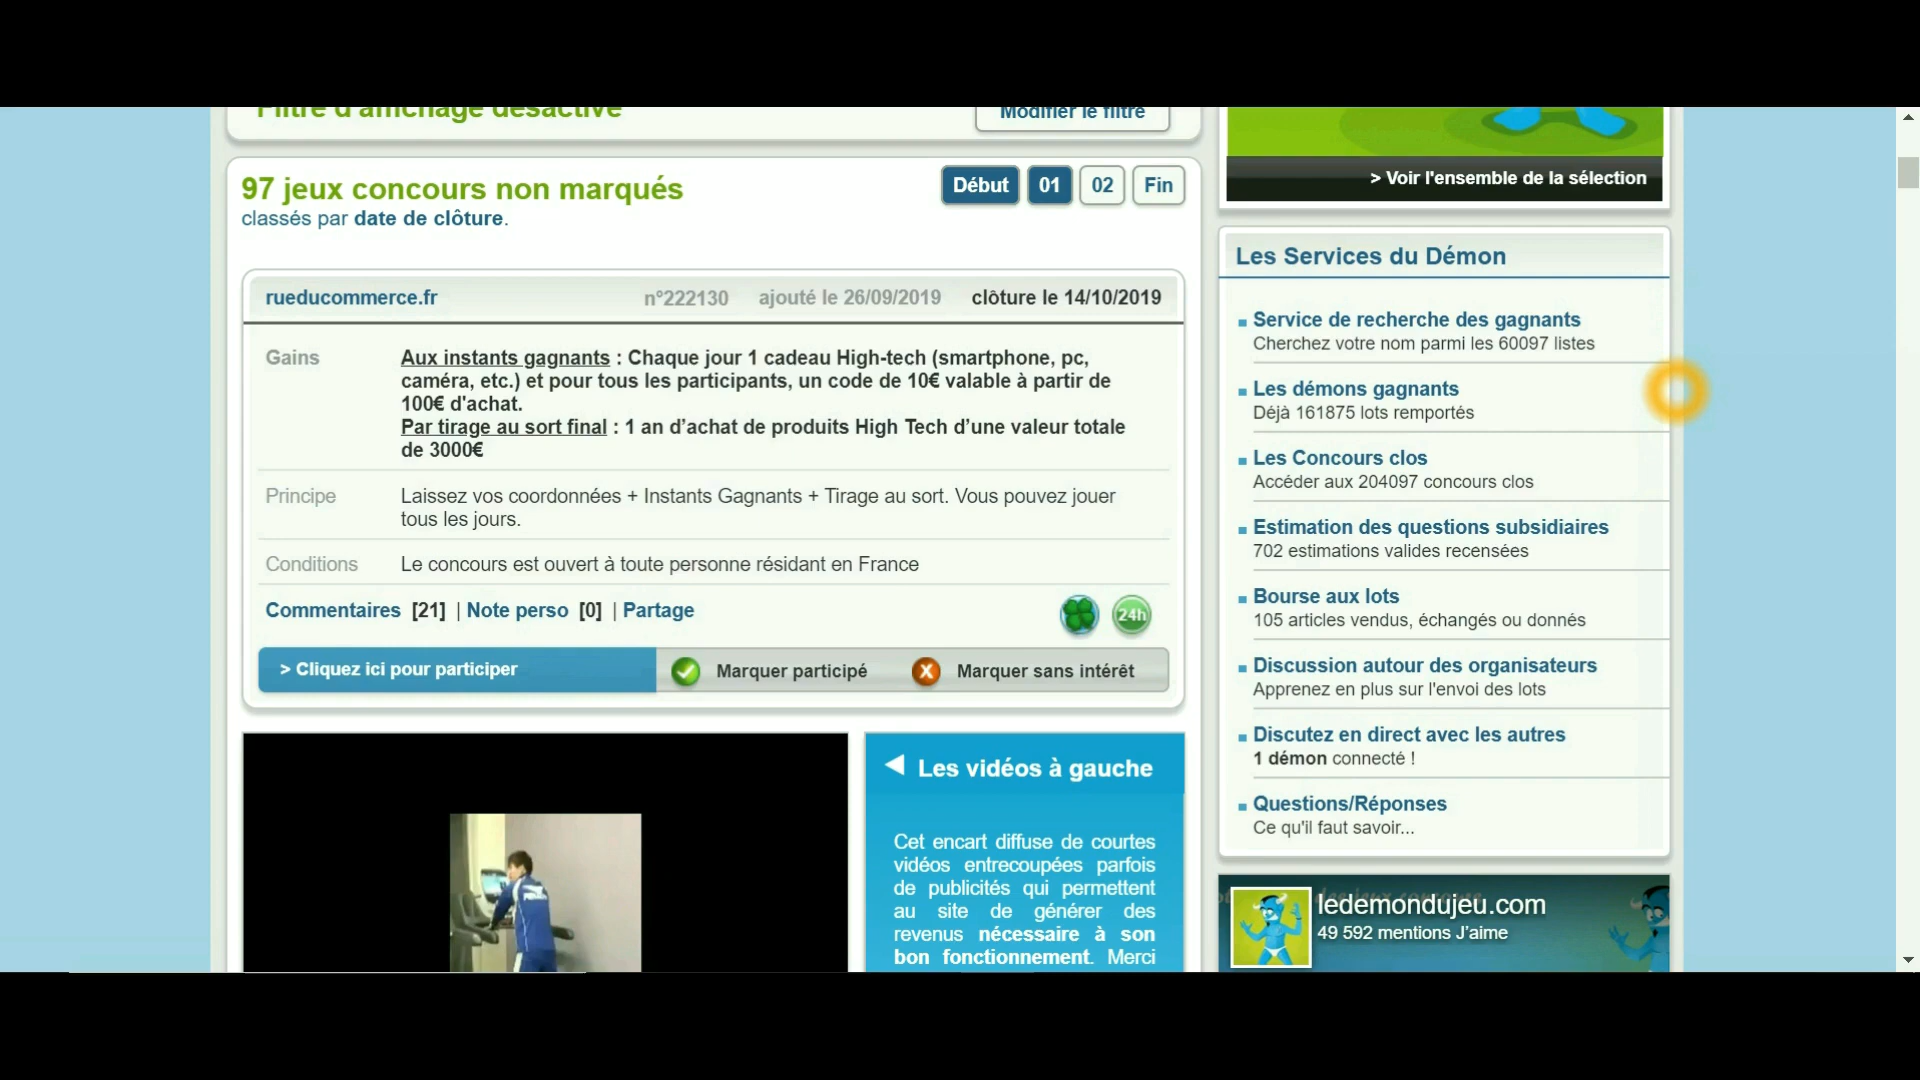 Filtre d'affichage désactivé
Modifier le filtre
97 jeux concours non marqués
classés par date de clôture.
Début 01 02 Fin
rueducommerce.fr n°222130 ajouté le 26/09/2019 clôture le 14/10/2019
Gains Aux instants gagnants : Chaque jour 1 cadeau High-tech (smartphone, pc,
caméra, etc.) et pour tous les participants, un code de 10€ valable à partir de
100€ d'achat.
Par tirage au sort final : 1 an d'achat de produits High Tech d'une valeur totale
de 3000€
Principe Laissez vos coordonnées + Instants Gagnants + Tirage au sort. Vous pouvez jouer
tous les jours.
Conditions Le concours est ouvert à toute personne résidant en France
Commentaires [21] | Note perso [0] | Partage
24h
> Cliquez ici pour participer Marquer participé X Marquer sans intérêt
Les vidéos à gauche
Cet encart diffuse de courtes
vidéos entrecoupées parfois
de publicités qui permettent
au site de générer des
revenus nécessaire à son
bon fonctionnement. Merci
> Voir l'ensemble de la sélection
Les Services du Démon
Service de recherche des gagnants
Cherchez votre nom parmi les 60097 listes
Les démons gagnants
Déjà 161875 lots remportés
Les Concours clos
Accéder aux 204097 concours clos
Estimation des questions subsidiaires
702 estimations valides recensées
Bourse aux lots
105 articles vendus, échangés ou donnés
Discussion autour des organisateurs
Apprenez en plus sur l'envoi des lots
Discutez en direct avec les autres
1 démon connecté !
Questions/Réponses
Ce qu'il faut savoir...
ledemondujeu.com
49 592 mentions J'aime